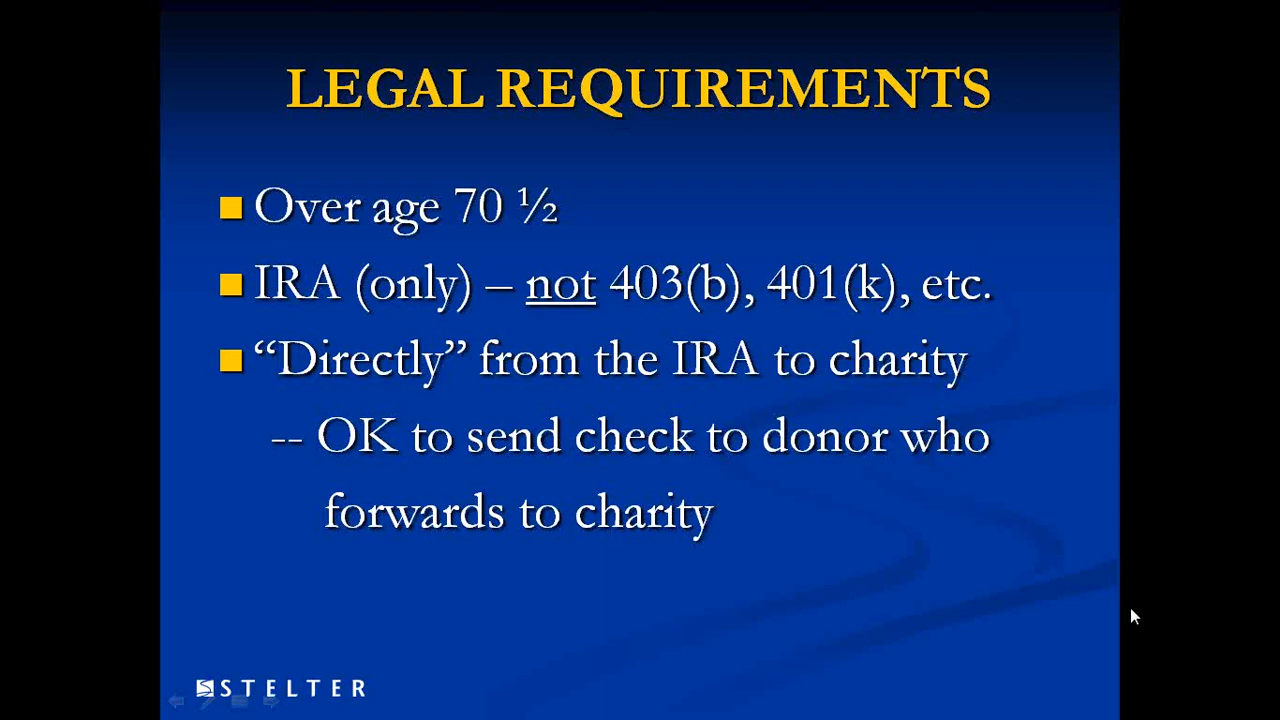 LEGAL REQUIREMENTS
Over age 70 ½
IRA (only) – not 403(b), 401(k), etc.
“Directly” from the IRA to charity
-- OK to send check to donor who
forwards to charity
STELTER